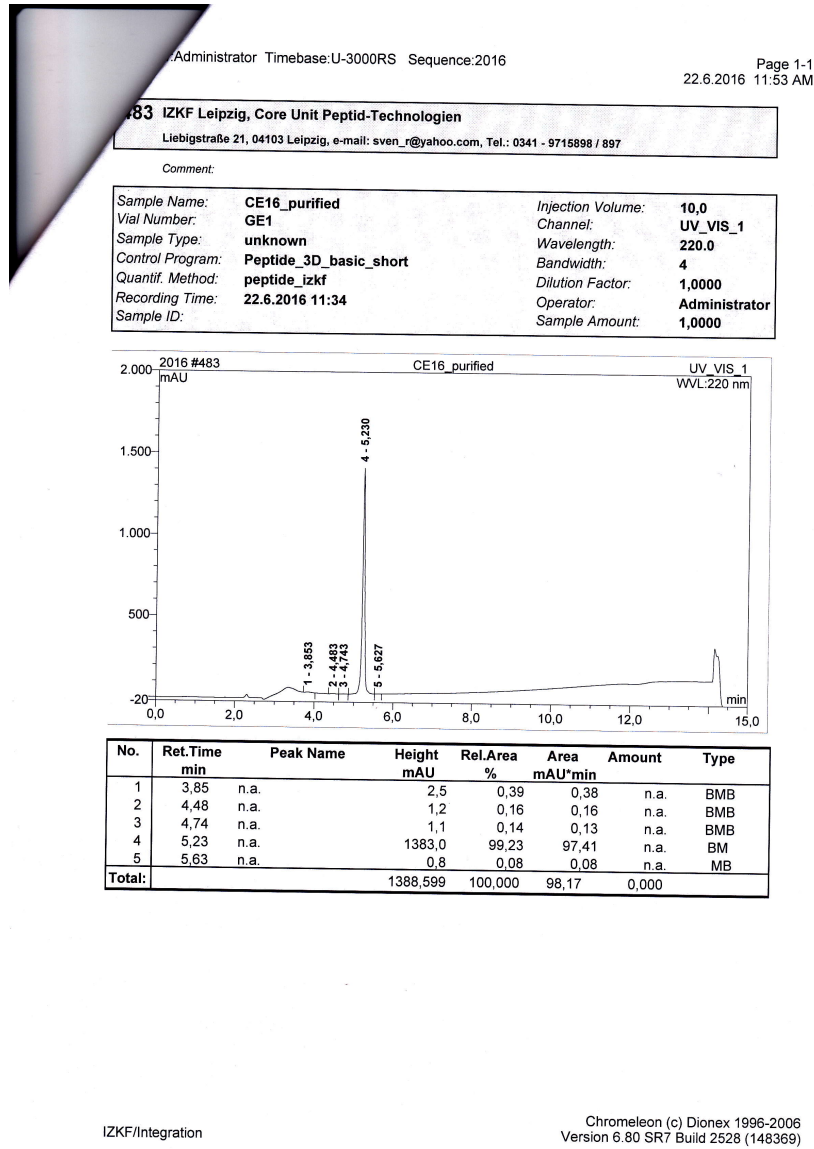 :Administrator Timebase:U-3000RS Sequence:2016
Page 1-1
22.6.2016 11:53 AM
483 IZKF Leipzig, Core Unit Peptid-Technologien
Liebigstraße 21, 04103 Leipzig, e-mail: sven_r@yahoo.com, Tel.: 0341 - 9715898 / 897
Comment:
Sample Name: CE16_purified
Vial Number: GE1
Sample Type: unknown
Control Program: Peptide_3D_basic_short
Quantif. Method: peptide_izkf
Recording Time: 22.6.2016 11:34
Sample ID:
Injection Volume: 10,0
Channel: UV_VIS_1
Wavelength: 220.0
Bandwidth: 4
Dilution Factor: 1,0000
Operator: Administrator
Sample Amount: 1,0000
2016 #483 CE16_purified UV_VIS_1
mAU WVL:220 nm
2.000
1.500
1.000
500
-20
1 - 3,853
2 - 4,483
3 - 4,743
4 - 5,230
5 - 5,627
min
0,0 2,0 4,0 6,0 8,0 10,0 12,0 15,0
No. Ret.Time Peak Name Height Rel.Area Area Amount Type
min mAU % mAU*min
1 3,85 n.a. 2,5 0,39 0,38 n.a. BMB
2 4,48 n.a. 1,2 0,16 0,16 n.a. BMB
3 4,74 n.a. 1,1 0,14 0,13 n.a. BMB
4 5,23 n.a. 1383,0 99,23 97,41 n.a. BM
5 5,63 n.a. 0,8 0,08 0,08 n.a. MB
Total: 1388,599 100,000 98,17 0,000
IZKF/Integration
Chromeleon (c) Dionex 1996-2006
Version 6.80 SR7 Build 2528 (148369)